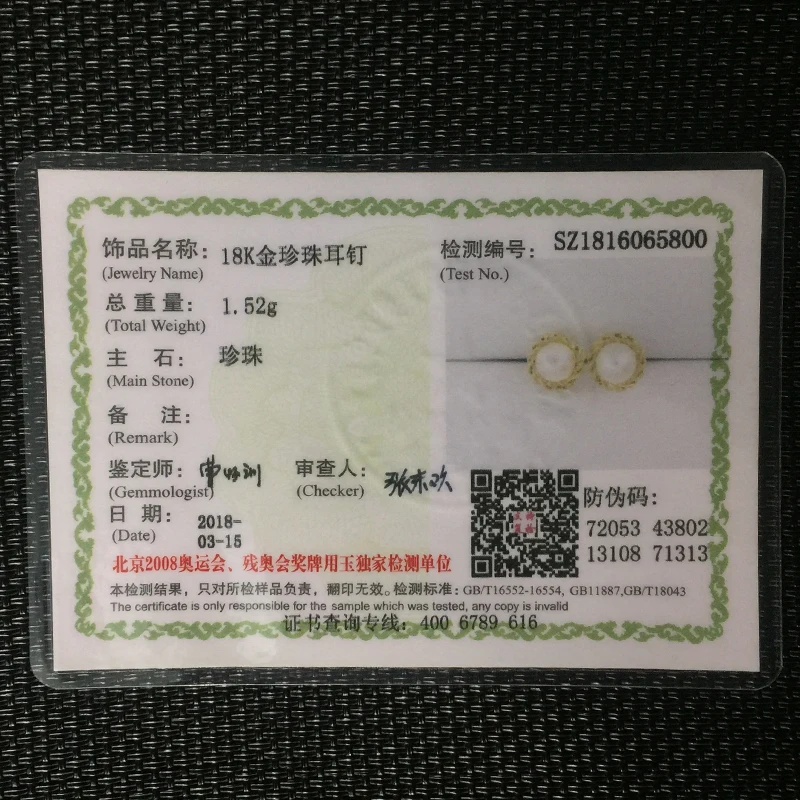 饰品名称：18K金珍珠耳钉
(Jewelry Name)
检测编号：SZ1816065800
(Test No.)
总重量：1.52g
(Total Weight)
主 石：珍珠
(Main Stone)
备 注：
(Remark)
鉴定师：
(Gemmologist)
审查人：
(Checker)
日 期：2018-
03-15
(Date)
防伪码：
72053 43802
13108 71313
北京2008奥运会、残奥会奖牌用玉独家检测单位
本检测结果，只对所检样品负责，翻印无效。检测标准：GB/T16552-16554, GB11887,GB/T18043
The certificate is only responsible for the sample which was tested, any copy is invalid
证书查询专线：400 6789 616